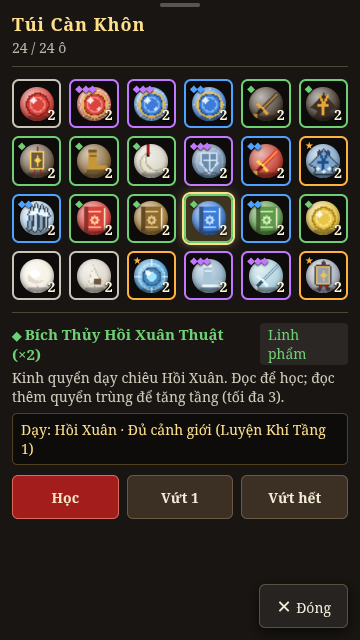 Túi Càn Khôn
24 / 24 ô
2 2 2 2 2 2
2 2 2 2 2 2
2 2 2 2 2 2
2 2 2 2 2 2
Bích Thủy Hồi Xuân Thuật
(×2)
Linh
phẩm
Kinh quyển dạy chiêu Hồi Xuân. Đọc để học; đọc
thêm quyển trùng để tăng tầng (tối đa 3).
Dạy: Hồi Xuân · Đủ cảnh giới (Luyện Khí Tầng
1)
Học
Vứt 1
Vứt hết
✕ Đóng